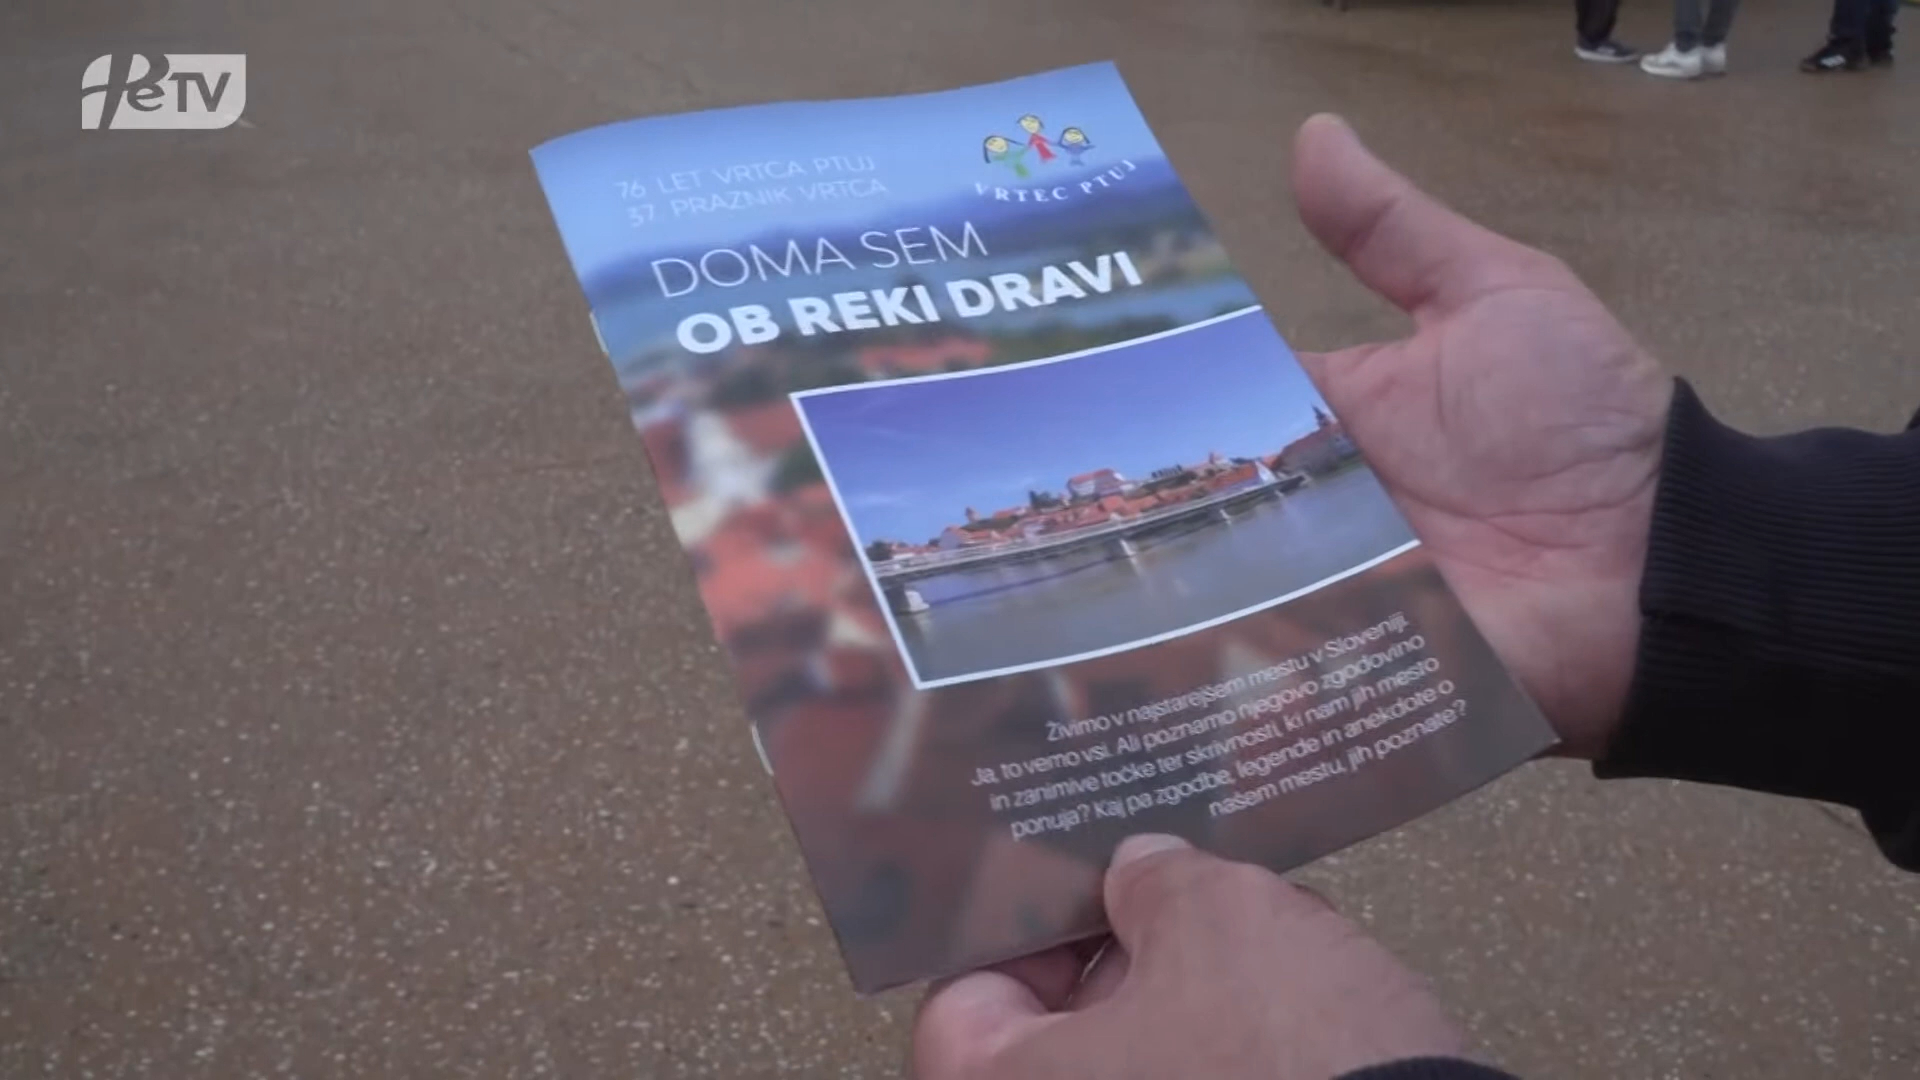 PeTV
76 LET VRTCA PTUJ
37. PRAZNIK VRTCA
VRTEC PTUJ
DOMA SEM
OB REKI DRAVI
Živimo v najstarejšem mestu v Sloveniji.
Ja, to vemo vsi. Ali poznamo njegovo zgodovino
in zanimive točke ter skrivnosti, ki nam jih mesto
ponuja? Kaj pa zgodbe, legende in anekdote o
našem mestu, jih poznate?